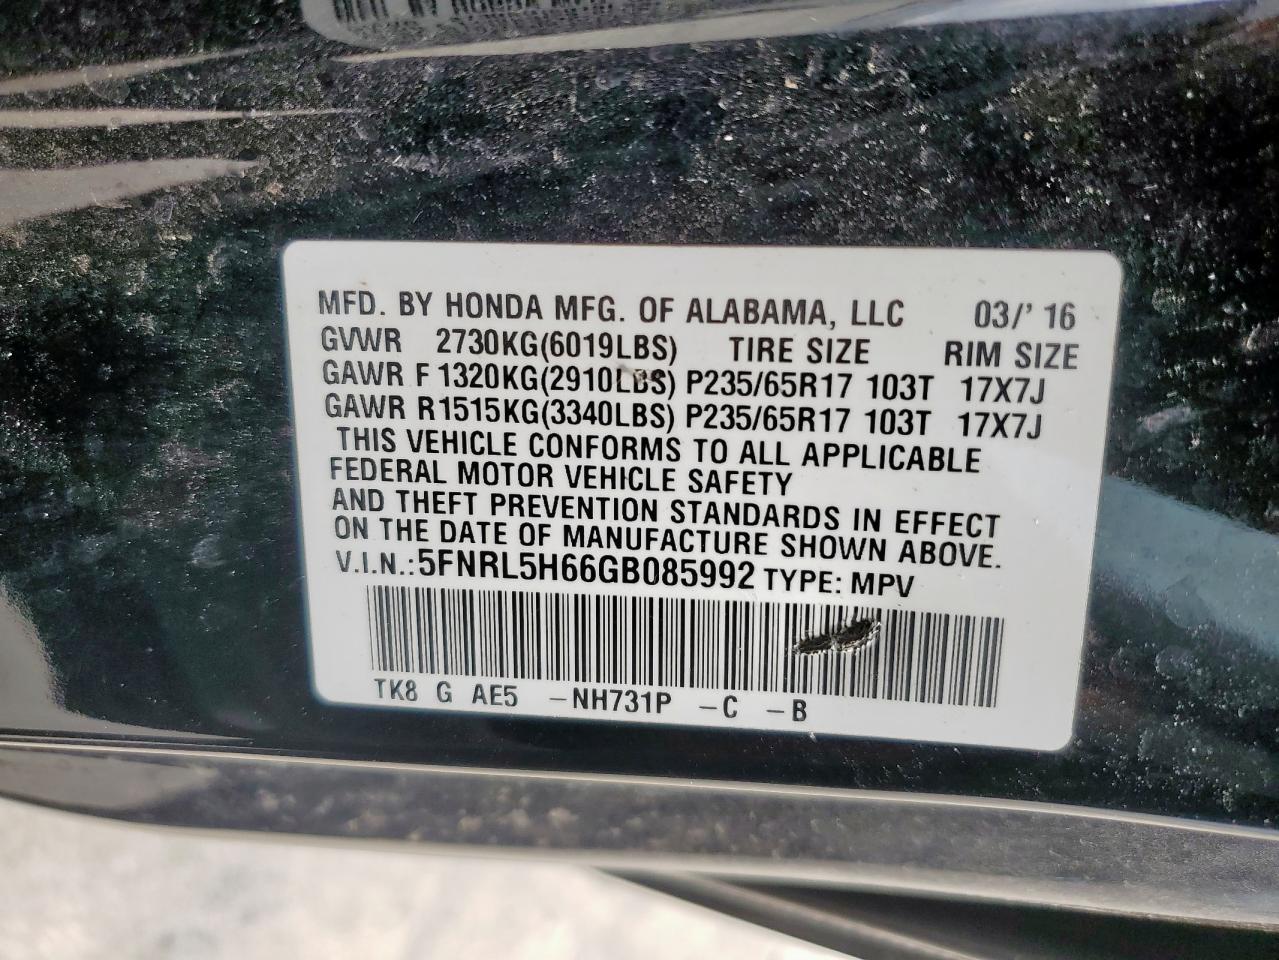 MFD. BY HONDA MFG. OF ALABAMA, LLC 03/' 16
GVWR 2730KG(6019LBS) TIRE SIZE RIM SIZE
GAWR F 1320KG(2910LBS) P235/65R17 103T 17X7J
GAWR R1515KG(3340LBS) P235/65R17 103T 17X7J
THIS VEHICLE CONFORMS TO ALL APPLICABLE
FEDERAL MOTOR VEHICLE SAFETY
AND THEFT PREVENTION STANDARDS IN EFFECT
ON THE DATE OF MANUFACTURE SHOWN ABOVE.
V.I.N.:5FNRL5H66GB085992 TYPE: MPV
TK8 G AE5 -NH731P -C -B